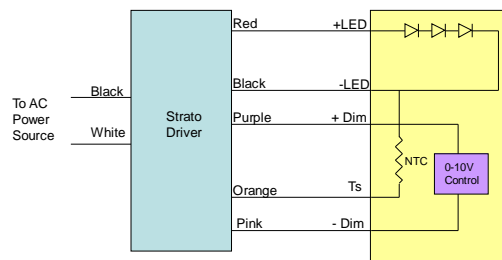 Red
+LED
Black
-LED
To AC
Power
Source
Black
White
Strato
Driver
Purple
+ Dim
NTC
0-10V
Control
Orange
Ts
Pink
- Dim